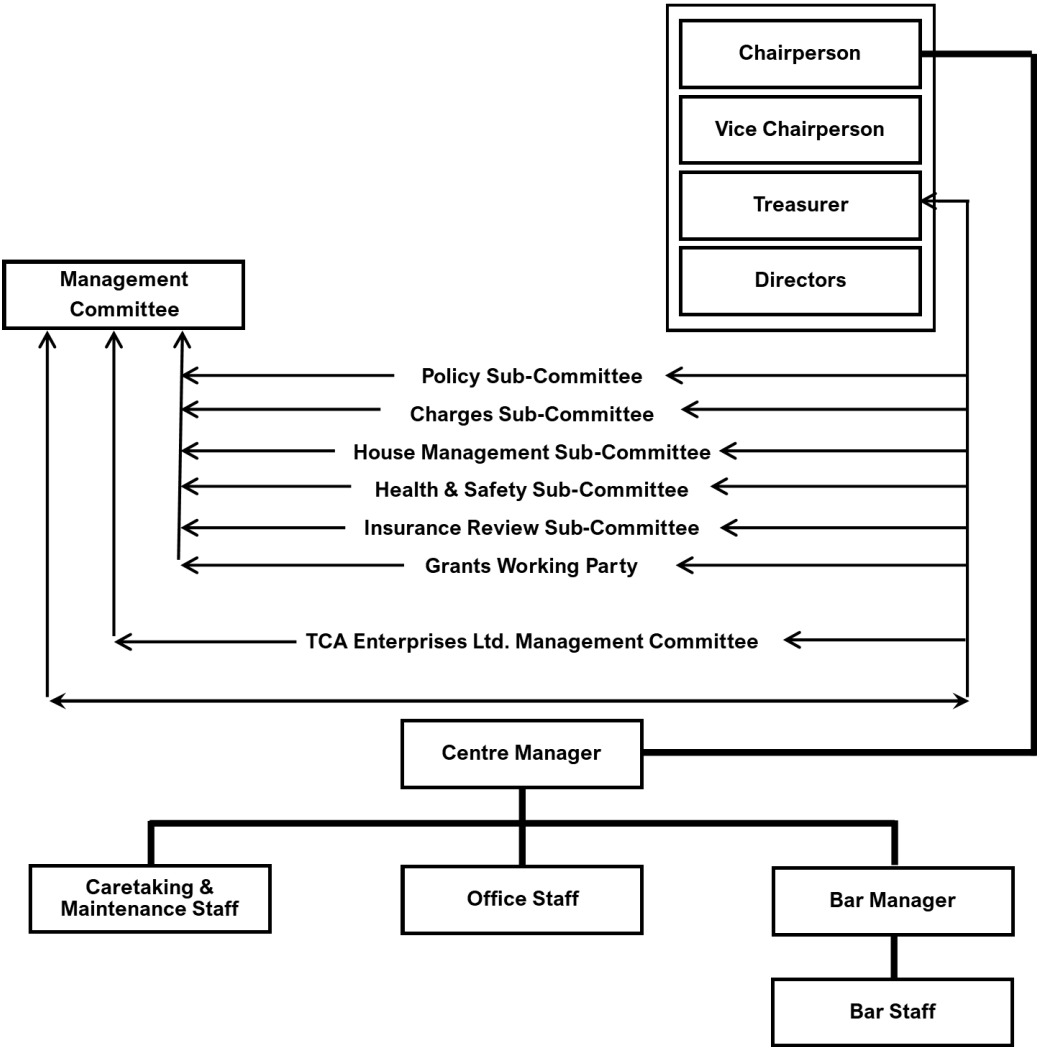 Chairperson
Vice Chairperson
Treasurer
Directors
Management
Committee
Policy Sub-Committee
Charges Sub-Committee
House Management Sub-Committee
Health & Safety Sub-Committee
Insurance Review Sub-Committee
Grants Working Party
TCA Enterprises Ltd. Management Committee
Centre Manager
Caretaking &
Maintenance Staff
Office Staff
Bar Manager
Bar Staff